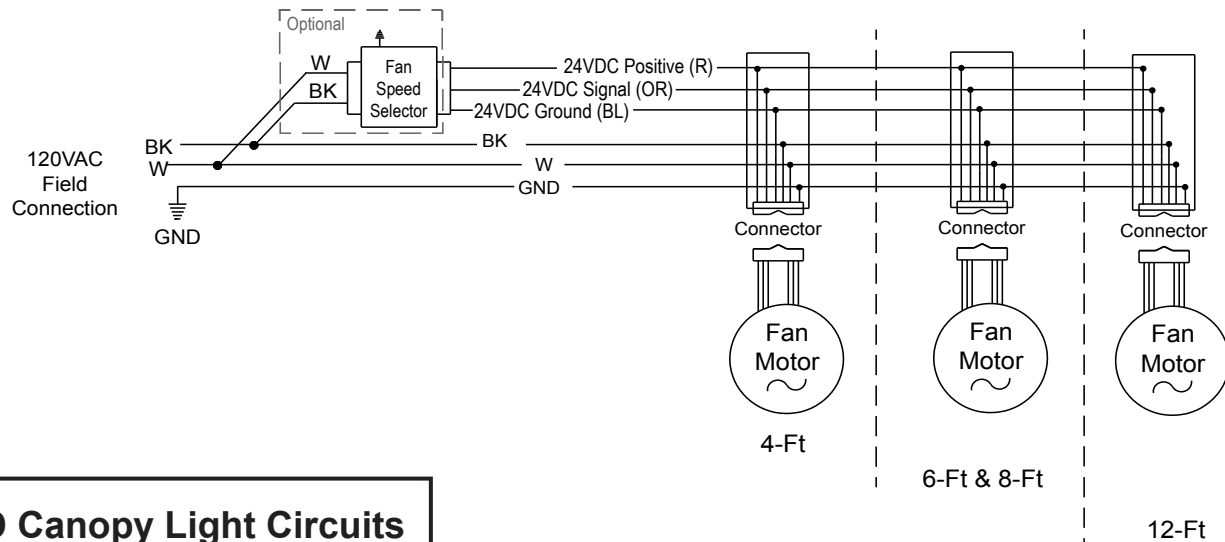 Optional
W
BK
Fan
Speed
Selector
24VDC Positive (R)
24VDC Signal (OR)
24VDC Ground (BL)
BK
W
BK
W
GND
120VAC
Field
Connection
GND
Connector
Connector
Connector
Fan
Motor
Fan
Motor
Fan
Motor
4-Ft
6-Ft & 8-Ft
12-Ft
Canopy Light Circuits